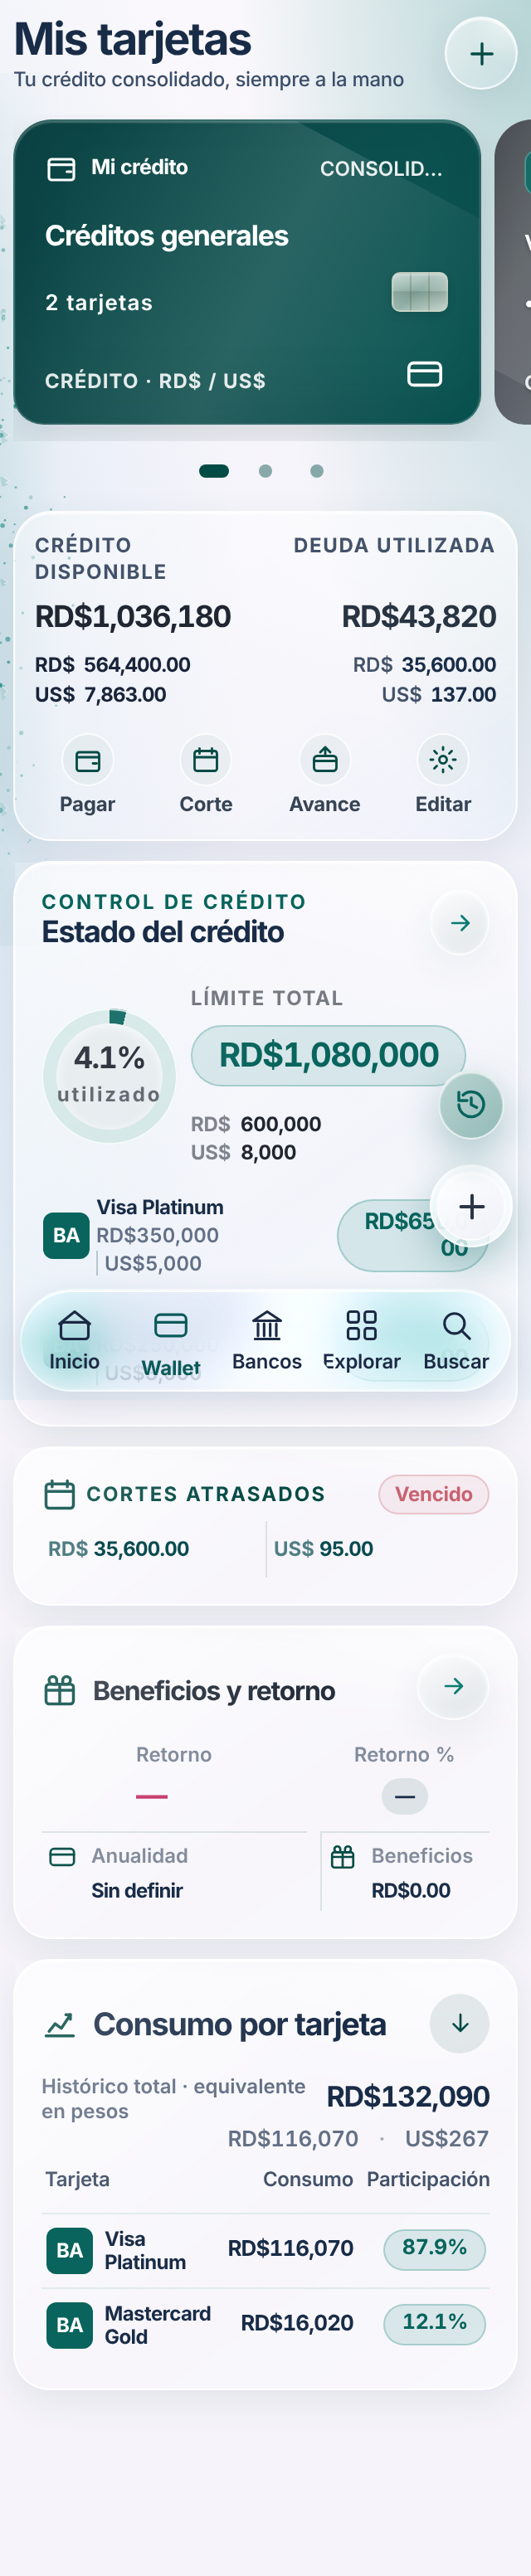 Mis tarjetas
Tu crédito consolidado, siempre a la mano
Mi crédito CONSOLID...
Créditos generales
2 tarjetas
CRÉDITO · RD$ / US$
CRÉDITO DISPONIBLE DEUDA UTILIZADA
RD$1,036,180 RD$43,820
RD$ 564,400.00 RD$ 35,600.00
US$ 7,863.00 US$ 137.00
Pagar Corte Avance Editar
CONTROL DE CRÉDITO
Estado del crédito
LÍMITE TOTAL
4.1% utilizado
RD$1,080,000
RD$ 600,000
US$ 8,000
BA Visa Platinum
RD$350,000
US$5,000
Inicio Wallet Bancos Explorar Buscar
CORTES ATRASADOS Vencido
RD$ 35,600.00 US$ 95.00
Beneficios y retorno
Retorno Retorno %
— —
Anualidad Beneficios
Sin definir RD$0.00
Consumo por tarjeta
Histórico total · equivalente en pesos RD$132,090
RD$116,070 · US$267
Tarjeta Consumo Participación
BA Visa Platinum RD$116,070 87.9%
BA Mastercard Gold RD$16,020 12.1%